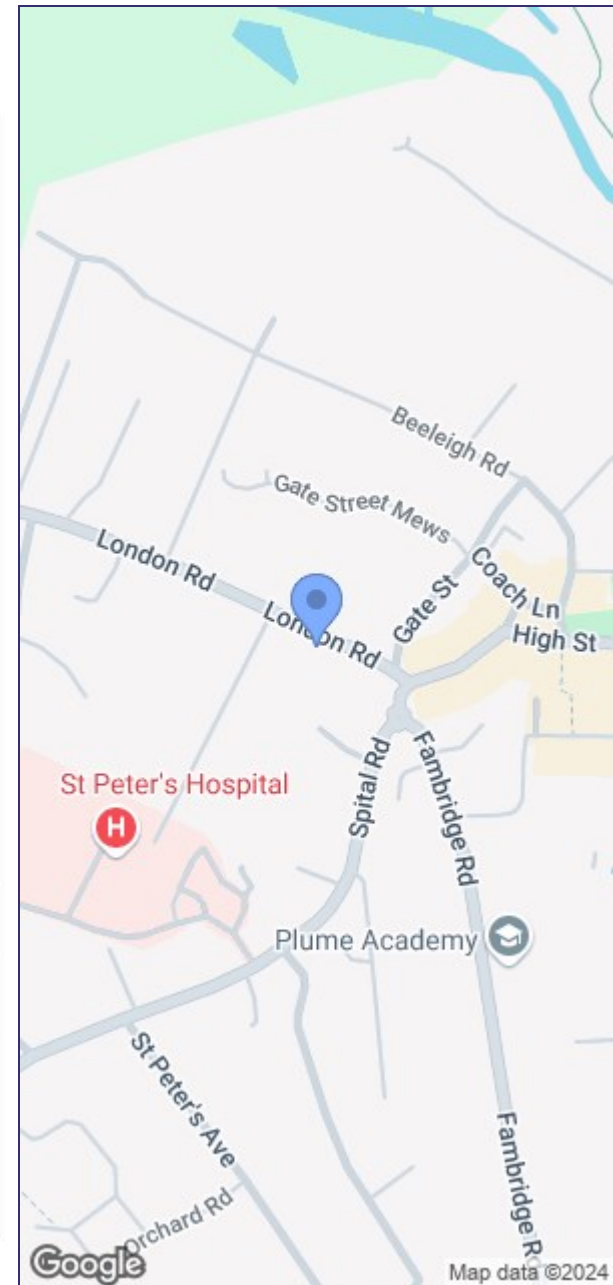 Beeleigh Rd
Gate Street Mews
London Rd
Coach Ln
Gate St
London Rd
High St
Spital Rd
Fambridge Rd
St Peter's Hospital
H
Plume Academy
St Peter's Ave
Fambridge Rd
Orchard Rd
Google
Map data ©2024